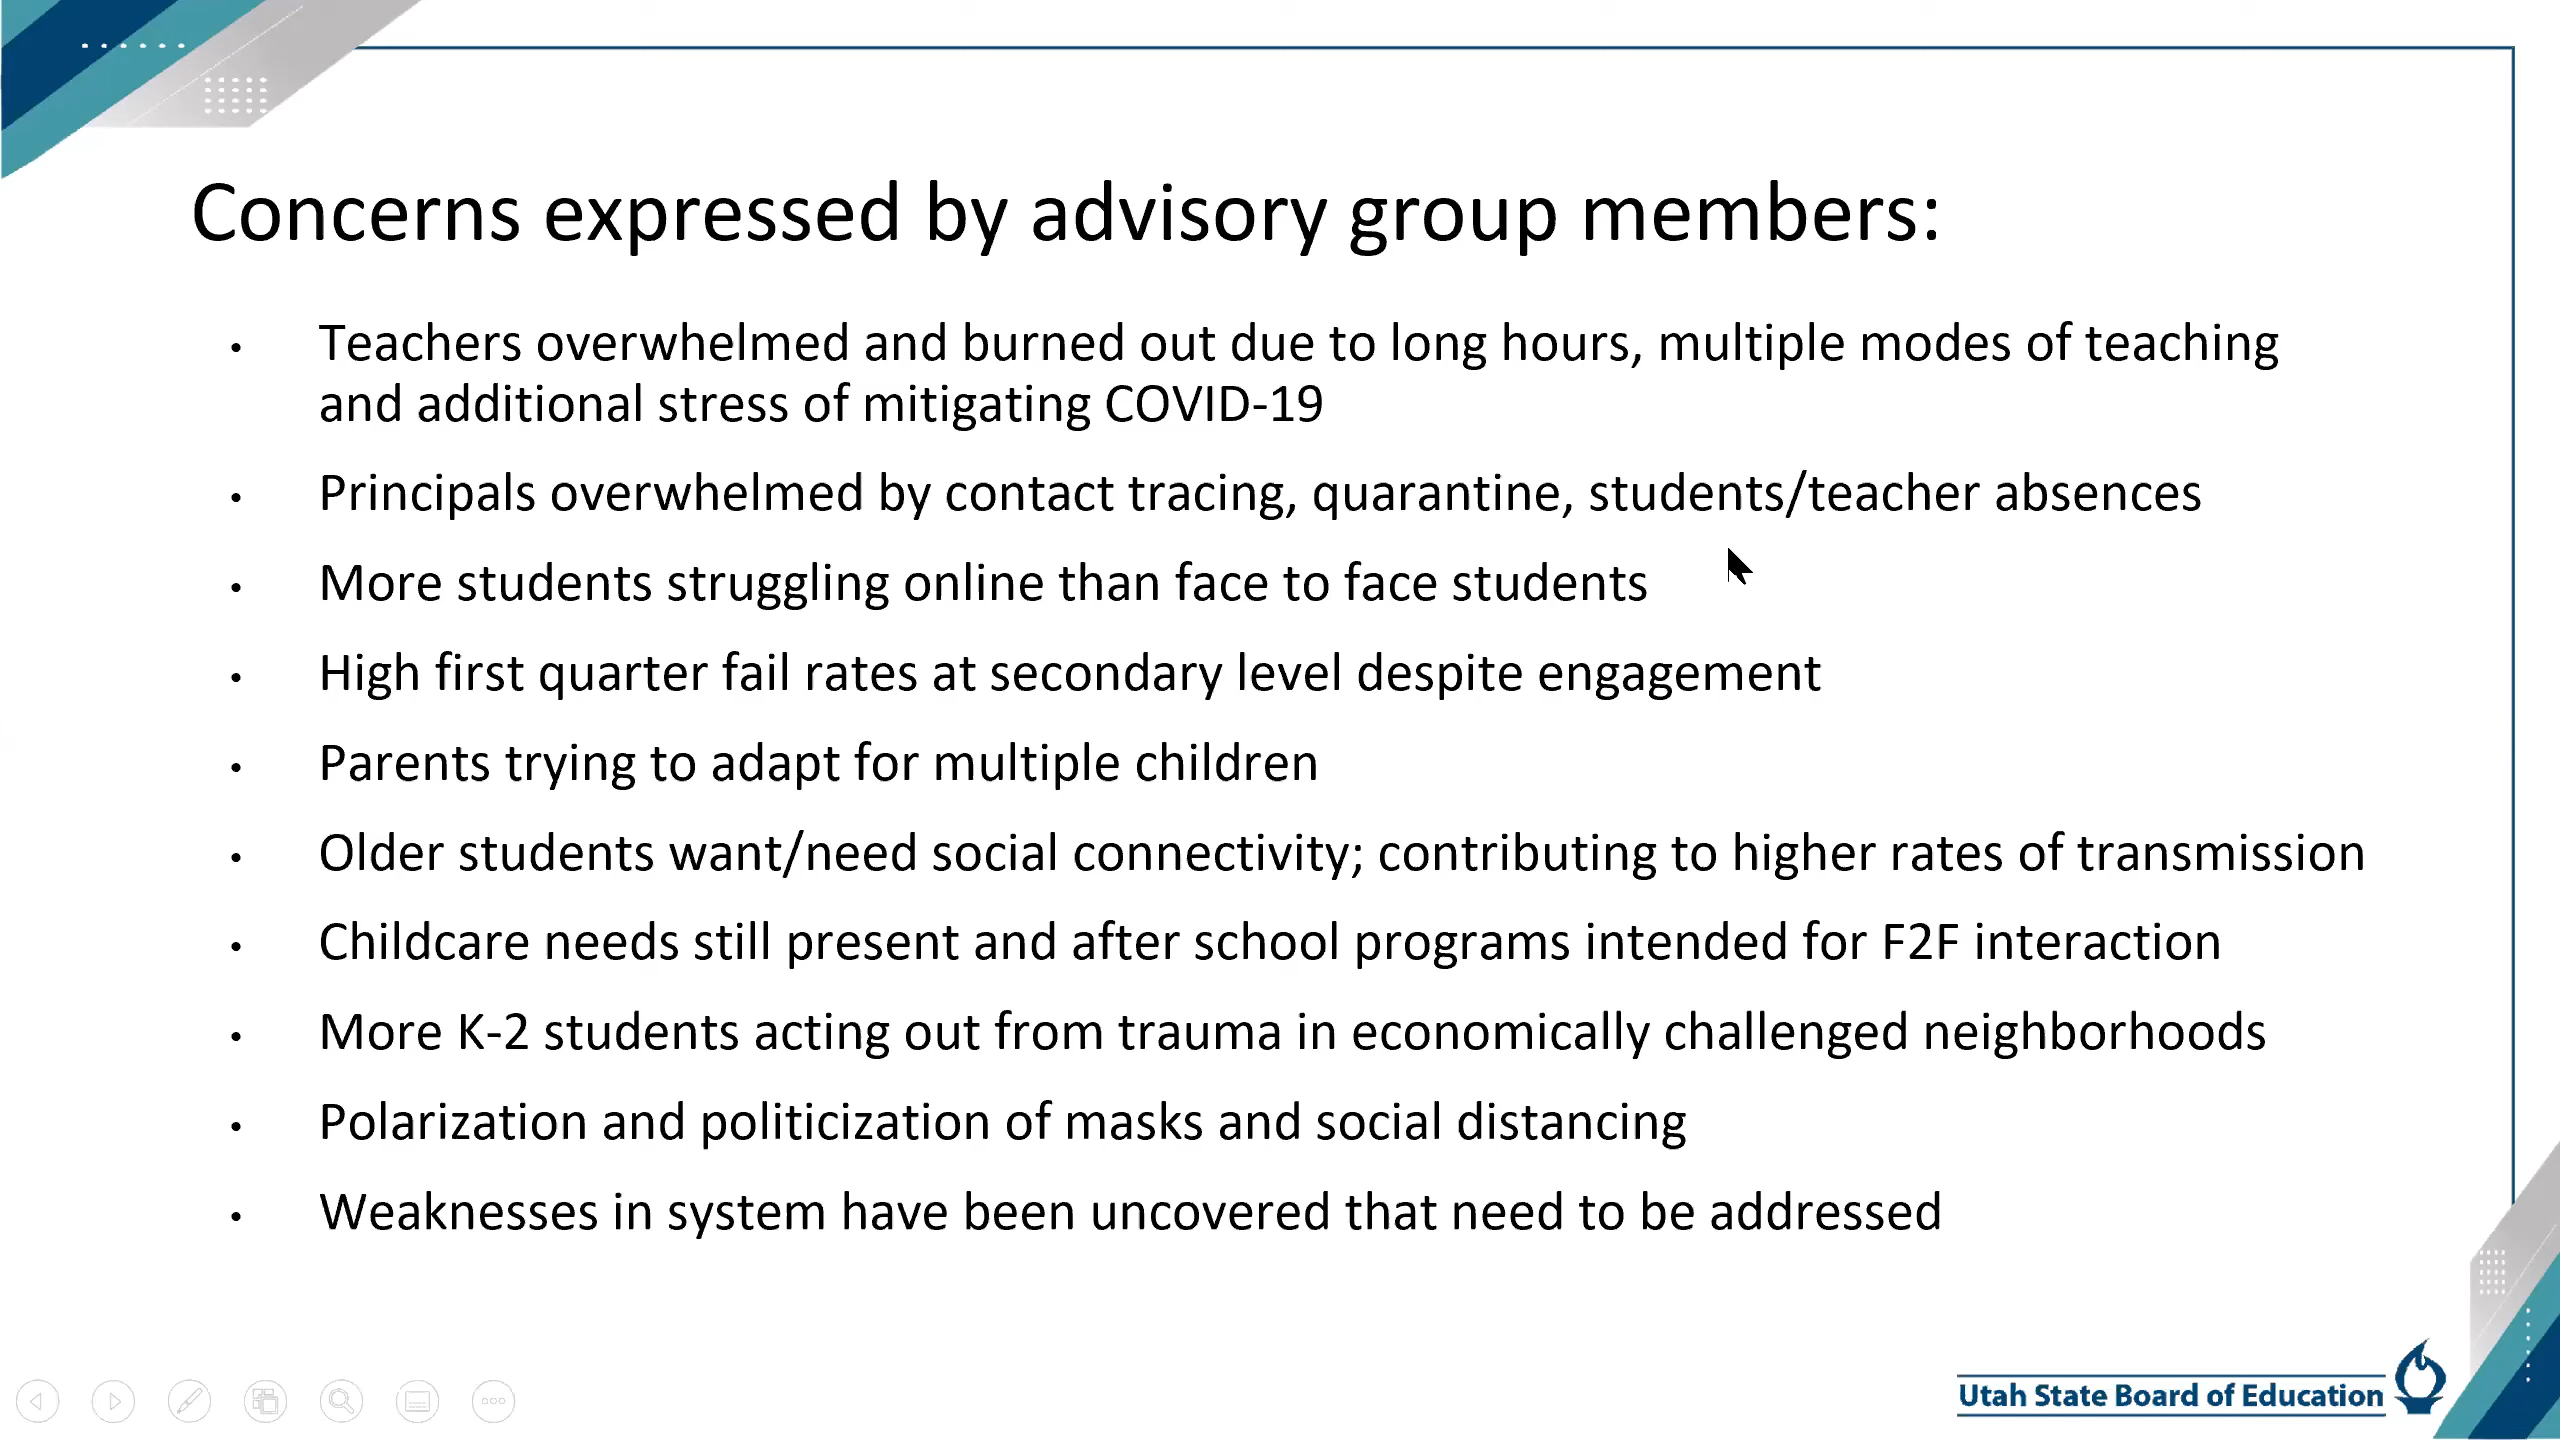 Concerns expressed by advisory group members:
• Teachers overwhelmed and burned out due to long hours, multiple modes of teaching
and additional stress of mitigating COVID-19
• Principals overwhelmed by contact tracing, quarantine, students/teacher absences
• More students struggling online than face to face students
• High first quarter fail rates at secondary level despite engagement
• Parents trying to adapt for multiple children
• Older students want/need social connectivity; contributing to higher rates of transmission
• Childcare needs still present and after school programs intended for F2F interaction
• More K-2 students acting out from trauma in economically challenged neighborhoods
• Polarization and politicization of masks and social distancing
• Weaknesses in system have been uncovered that need to be addressed
Utah State Board of Education